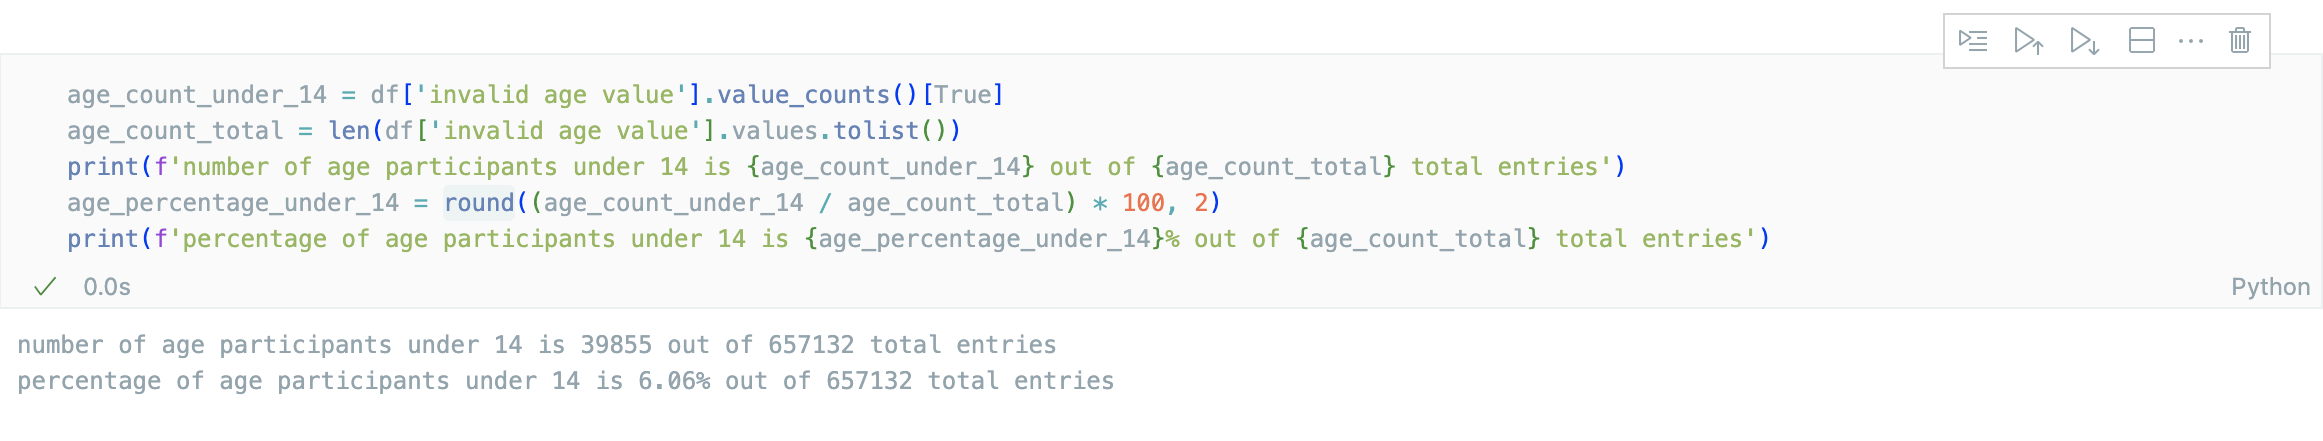 age_count_under_14 = df['invalid age value'].value_counts()[True]
age_count_total = len(df['invalid age value'].values.tolist())
print(f'number of age participants under 14 is {age_count_under_14} out of {age_count_total} total entries')
age_percentage_under_14 = round((age_count_under_14 / age_count_total) * 100, 2)
print(f'percentage of age participants under 14 is {age_percentage_under_14}% out of {age_count_total} total entries')
0.0s
Python
number of age participants under 14 is 39855 out of 657132 total entries
percentage of age participants under 14 is 6.06% out of 657132 total entries